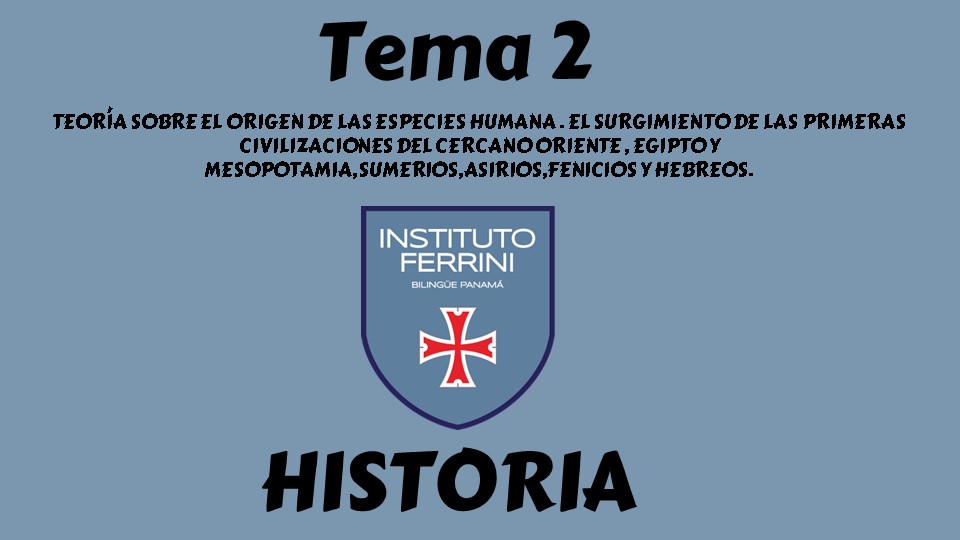 Tema 2
TEORÍA SOBRE EL ORIGEN DE LAS ESPECIES HUMANA . EL SURGIMIENTO DE LAS PRIMERAS
CIVILIZACIONES DEL CERCANO ORIENTE , EGIPTO Y
MESOPOTAMIA,SUMERIOS,ASIRIOS,FENICIOS Y HEBREOS.
INSTITUTO
FERRINI
BILINGÜE PANAMÁ
HISTORIA